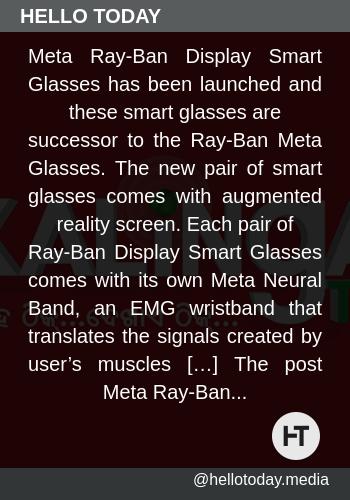 HELLO TODAY
Meta Ray-Ban Display Smart
Glasses has been launched and
these smart glasses are
successor to the Ray-Ban Meta
Glasses. The new pair of smart
glasses comes with augmented
reality screen. Each pair of
Ray-Ban Display Smart Glasses
comes with its own Meta Neural
Band, an EMG wristband that
translates the signals created by
user’s muscles […] The post
Meta Ray-Ban...
HT
@hellotoday.media